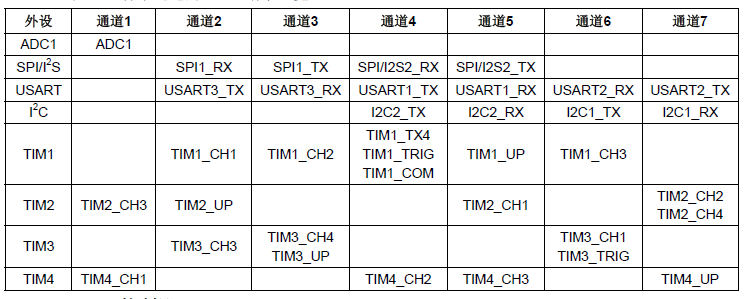 外设 通道1 通道2 通道3 通道4 通道5 通道6 通道7
ADC1 ADC1
SPI/I²S SPI1_RX SPI1_TX SPI/I2S2_RX SPI/I2S2_TX
USART USART3_TX USART3_RX USART1_TX USART1_RX USART2_RX USART2_TX
I²C I2C2_TX I2C2_RX I2C1_TX I2C1_RX
TIM1 TIM1_CH1 TIM1_CH2 TIM1_TX4 TIM1_TRIG TIM1_COM TIM1_UP TIM1_CH3
TIM2 TIM2_CH3 TIM2_UP TIM2_CH1 TIM2_CH2 TIM2_CH4
TIM3 TIM3_CH3 TIM3_CH4 TIM3_UP TIM3_CH1 TIM3_TRIG
TIM4 TIM4_CH1 TIM4_CH2 TIM4_CH3 TIM4_UP